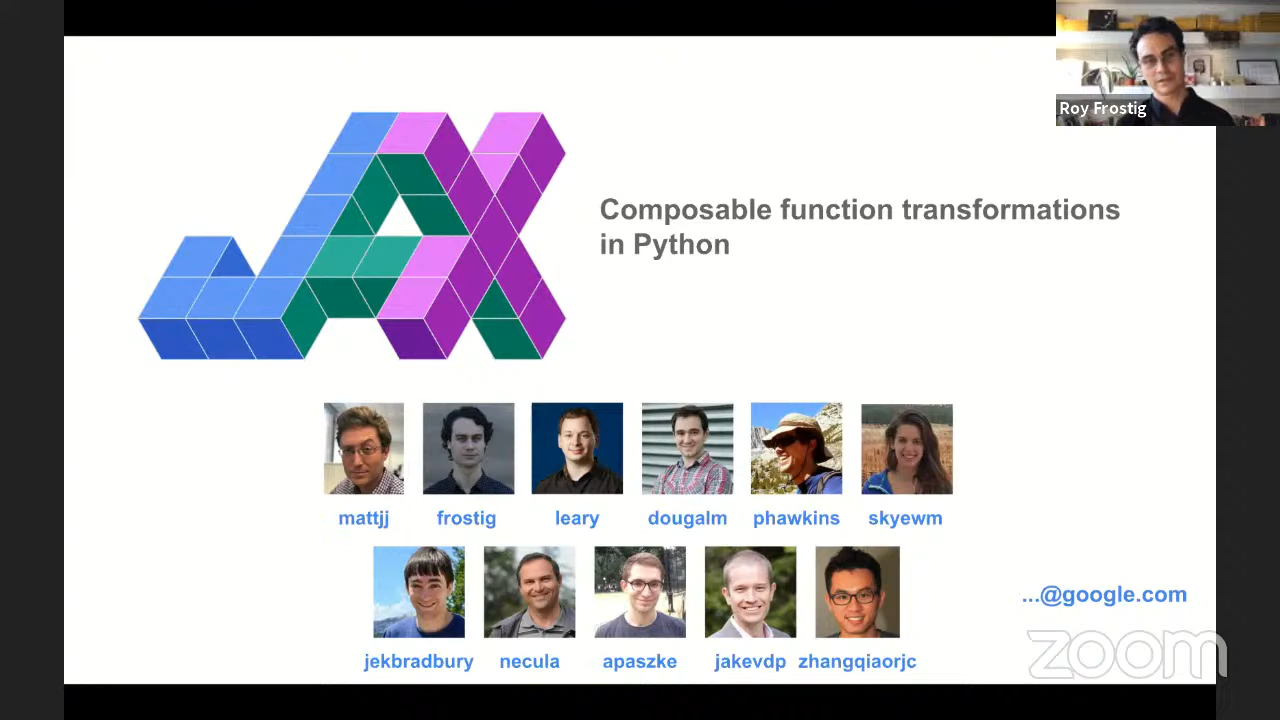 Roy Frostig
JAX
Composable function transformations
in Python
mattjj
frostig
leary
dougalm
phawkins
skyewm
jekbradbury
necula
apaszke
jakevdp
zhangqiaorjc
...@google.com
zoom